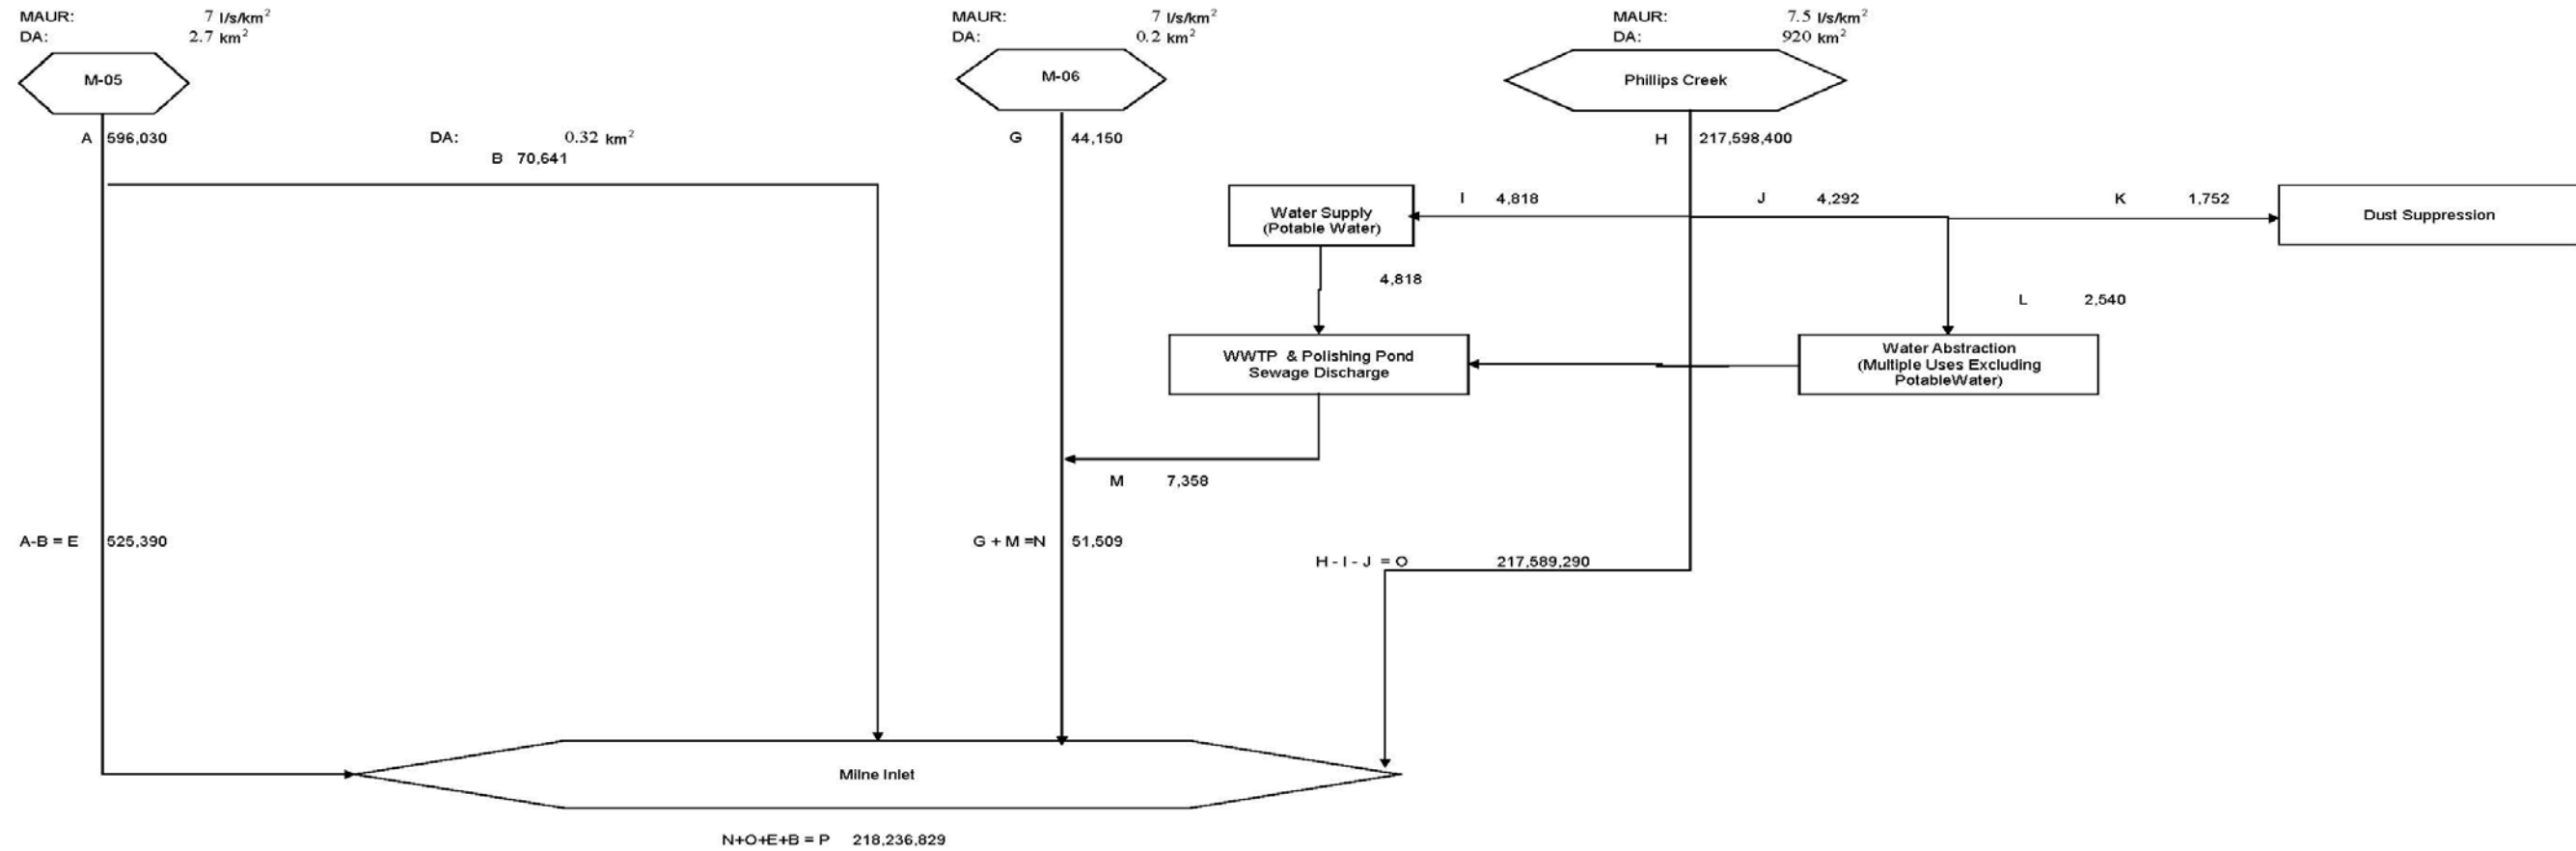 MAUR: 7 l/s/km²
DA: 2.7 km²
M-05
A 596,030
DA: 0.32 km²
B 70,641
A-B = E 525,390
MAUR: 7 l/s/km²
DA: 0.2 km²
M-06
G 44,150
M 7,358
G + M =N 51,509
MAUR: 7.5 l/s/km²
DA: 920 km²
Phillips Creek
H 217,598,400
I 4,818
J 4,292
K 1,752
Water Supply
(Potable Water)
Dust Suppression
4,818
L 2,540
WWTP & Polishing Pond
Sewage Discharge
Water Abstraction
(Multiple Uses Excluding
PotableWater)
H - I - J = O 217,589,290
Milne Inlet
N+O+E+B = P 218,236,829